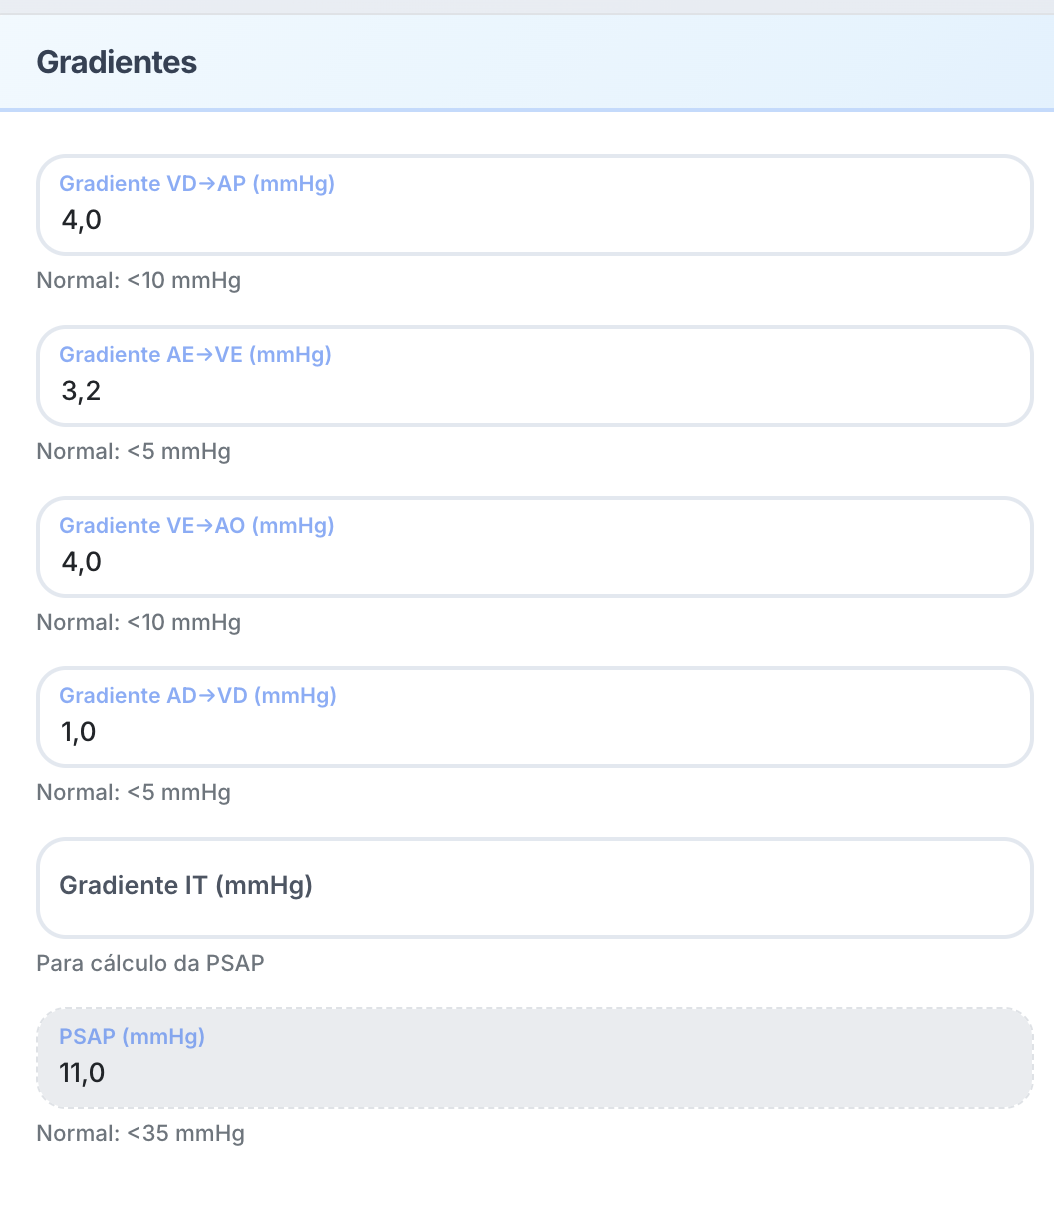 Gradientes
Gradiente VD→AP (mmHg)
4,0
Normal: <10 mmHg
Gradiente AE→VE (mmHg)
3,2
Normal: <5 mmHg
Gradiente VE→AO (mmHg)
4,0
Normal: <10 mmHg
Gradiente AD→VD (mmHg)
1,0
Normal: <5 mmHg
Gradiente IT (mmHg)
Para cálculo da PSAP
PSAP (mmHg)
11,0
Normal: <35 mmHg